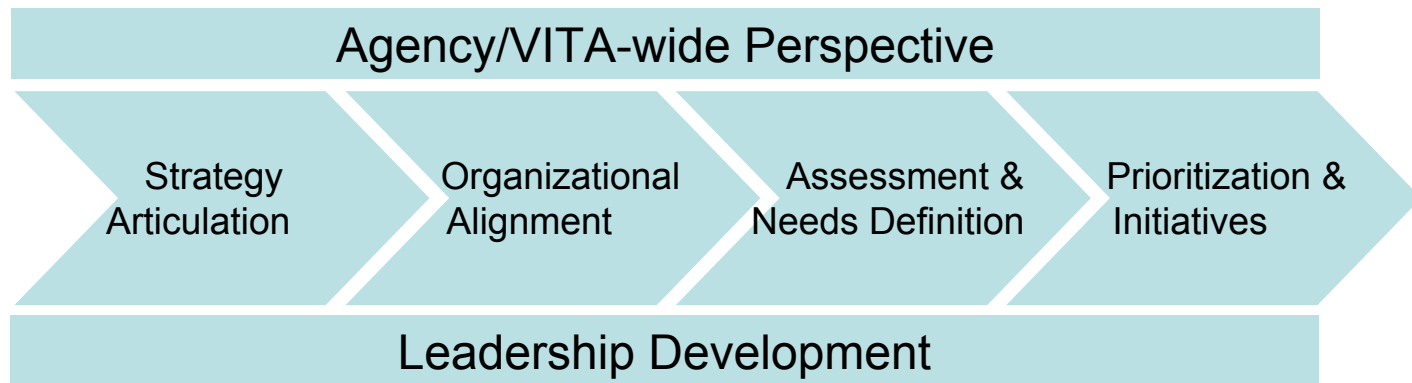 Agency/VITA-wide Perspective
Strategy
Articulation
Organizational
Alignment
Assessment &
Needs Definition
Prioritization &
Initiatives
Leadership Development